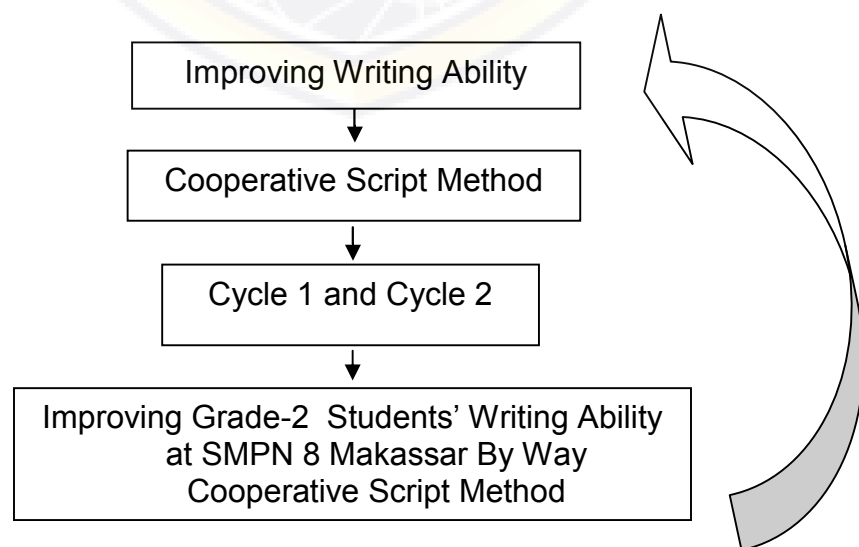 Improving Writing Ability
Cooperative Script Method
Cycle 1 and Cycle 2
Improving Grade-2 Students’ Writing Ability
at SMPN 8 Makassar By Way
Cooperative Script Method